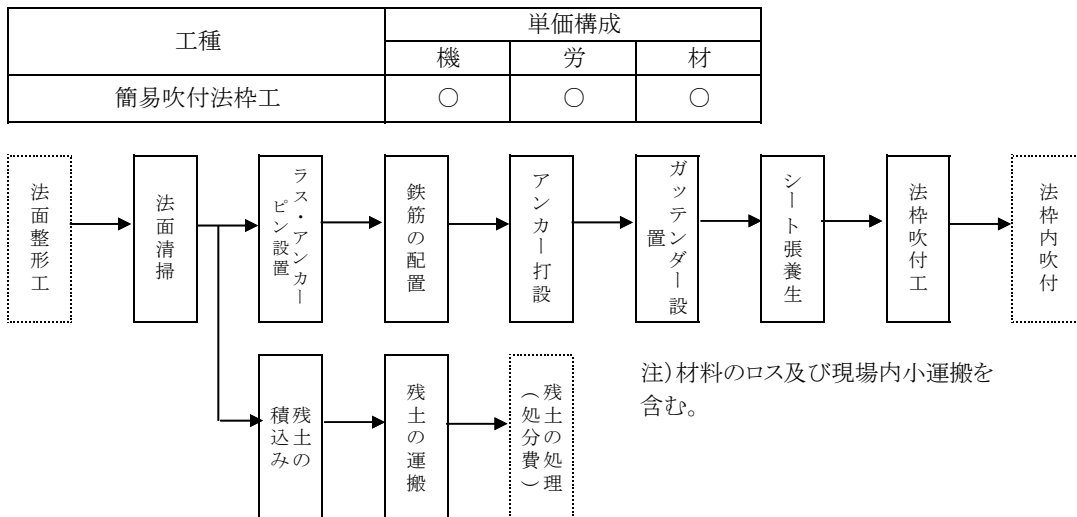 工種
単価構成
機
労
材
簡易吹付法枠工
○
○
○
法面整形工
法面清掃
ラス・アンカー
ピン設置
鉄筋の配置
アンカー打設
ガッテンダー設
置
シート張養生
法枠吹付工
法枠内吹付
残土の
積込み
残土の運搬
残土の処理
（処分費）
注)材料のロス及び現場内小運搬を
含む。